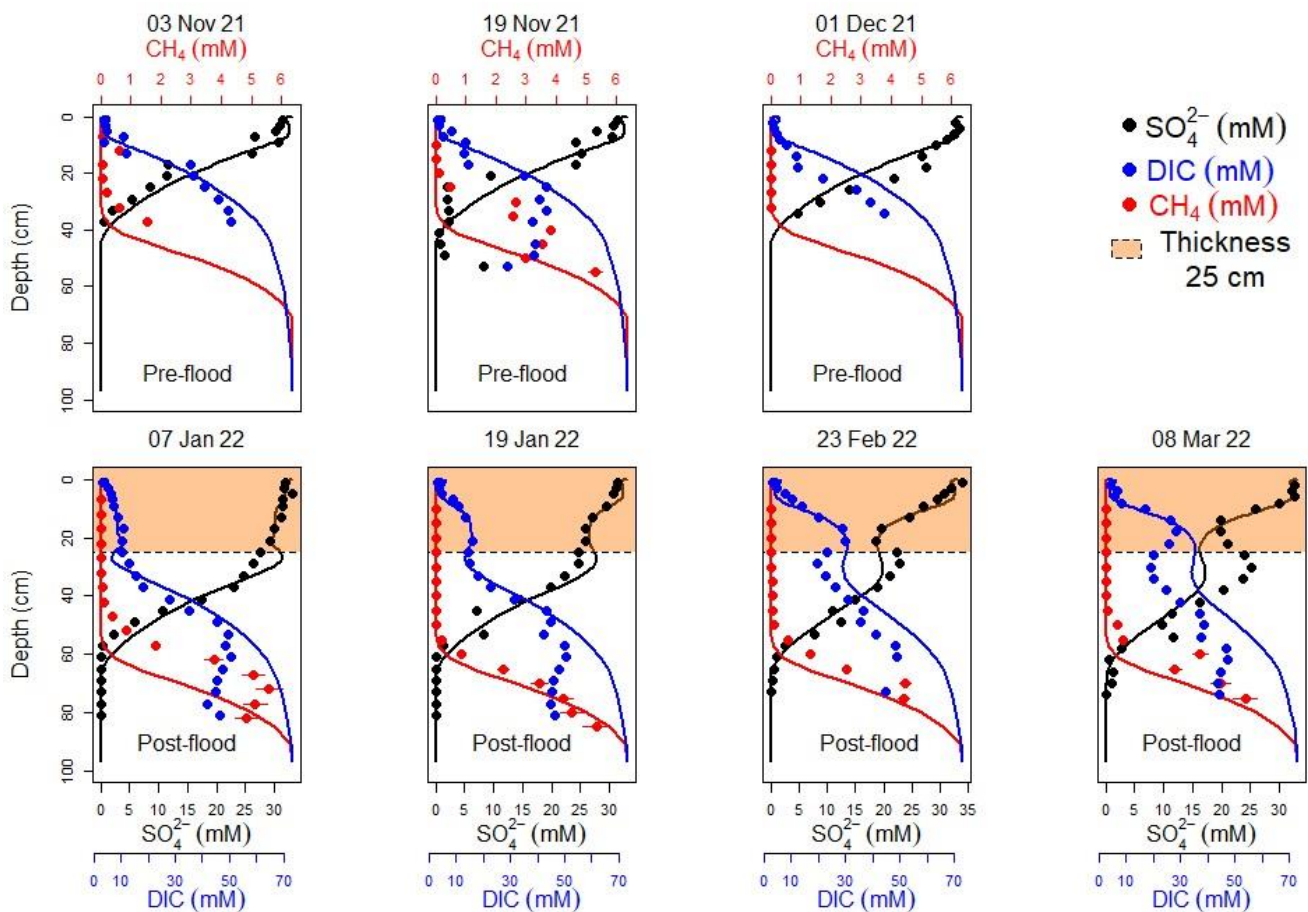 03 Nov 21
CH₄ (mM)
0 1 2 3 4 5 6
19 Nov 21
CH₄ (mM)
0 1 2 3 4 5 6
01 Dec 21
CH₄ (mM)
0 1 2 3 4 5 6
SO₄²⁻ (mM)
DIC (mM)
CH₄ (mM)
Thickness
25 cm
Depth (cm)
0
20
40
60
80
100
Pre-flood
Pre-flood
Pre-flood
07 Jan 22
19 Jan 22
23 Feb 22
08 Mar 22
Depth (cm)
0
20
40
60
80
100
Post-flood
Post-flood
Post-flood
Post-flood
0 5 10 15 20 25 30
SO₄²⁻ (mM)
0 10 30 50 70
DIC (mM)
0 5 10 15 20 25 30
SO₄²⁻ (mM)
0 10 30 50 70
DIC (mM)
0 5 10 15 20 25 30 35
SO₄²⁻ (mM)
0 10 30 50 70
DIC (mM)
0 5 10 15 20 25 30
SO₄²⁻ (mM)
0 10 30 50 70
DIC (mM)